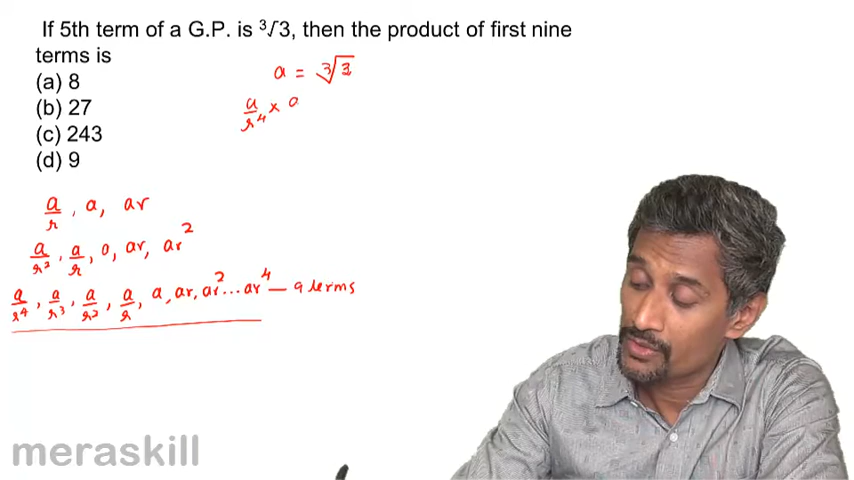 If 5th term of a G.P. is ³√3, then the product of first nine
terms is
(a) 8
(b) 27
(c) 243
(d) 9
a = ∛3
a/r⁴ × a
a/r, a, ar
a/r², a/r, a, ar, ar²
a/r⁴, a/r³, a/r², a/r, a, ar, ar² ... ar⁴ — 9 terms
meraskill